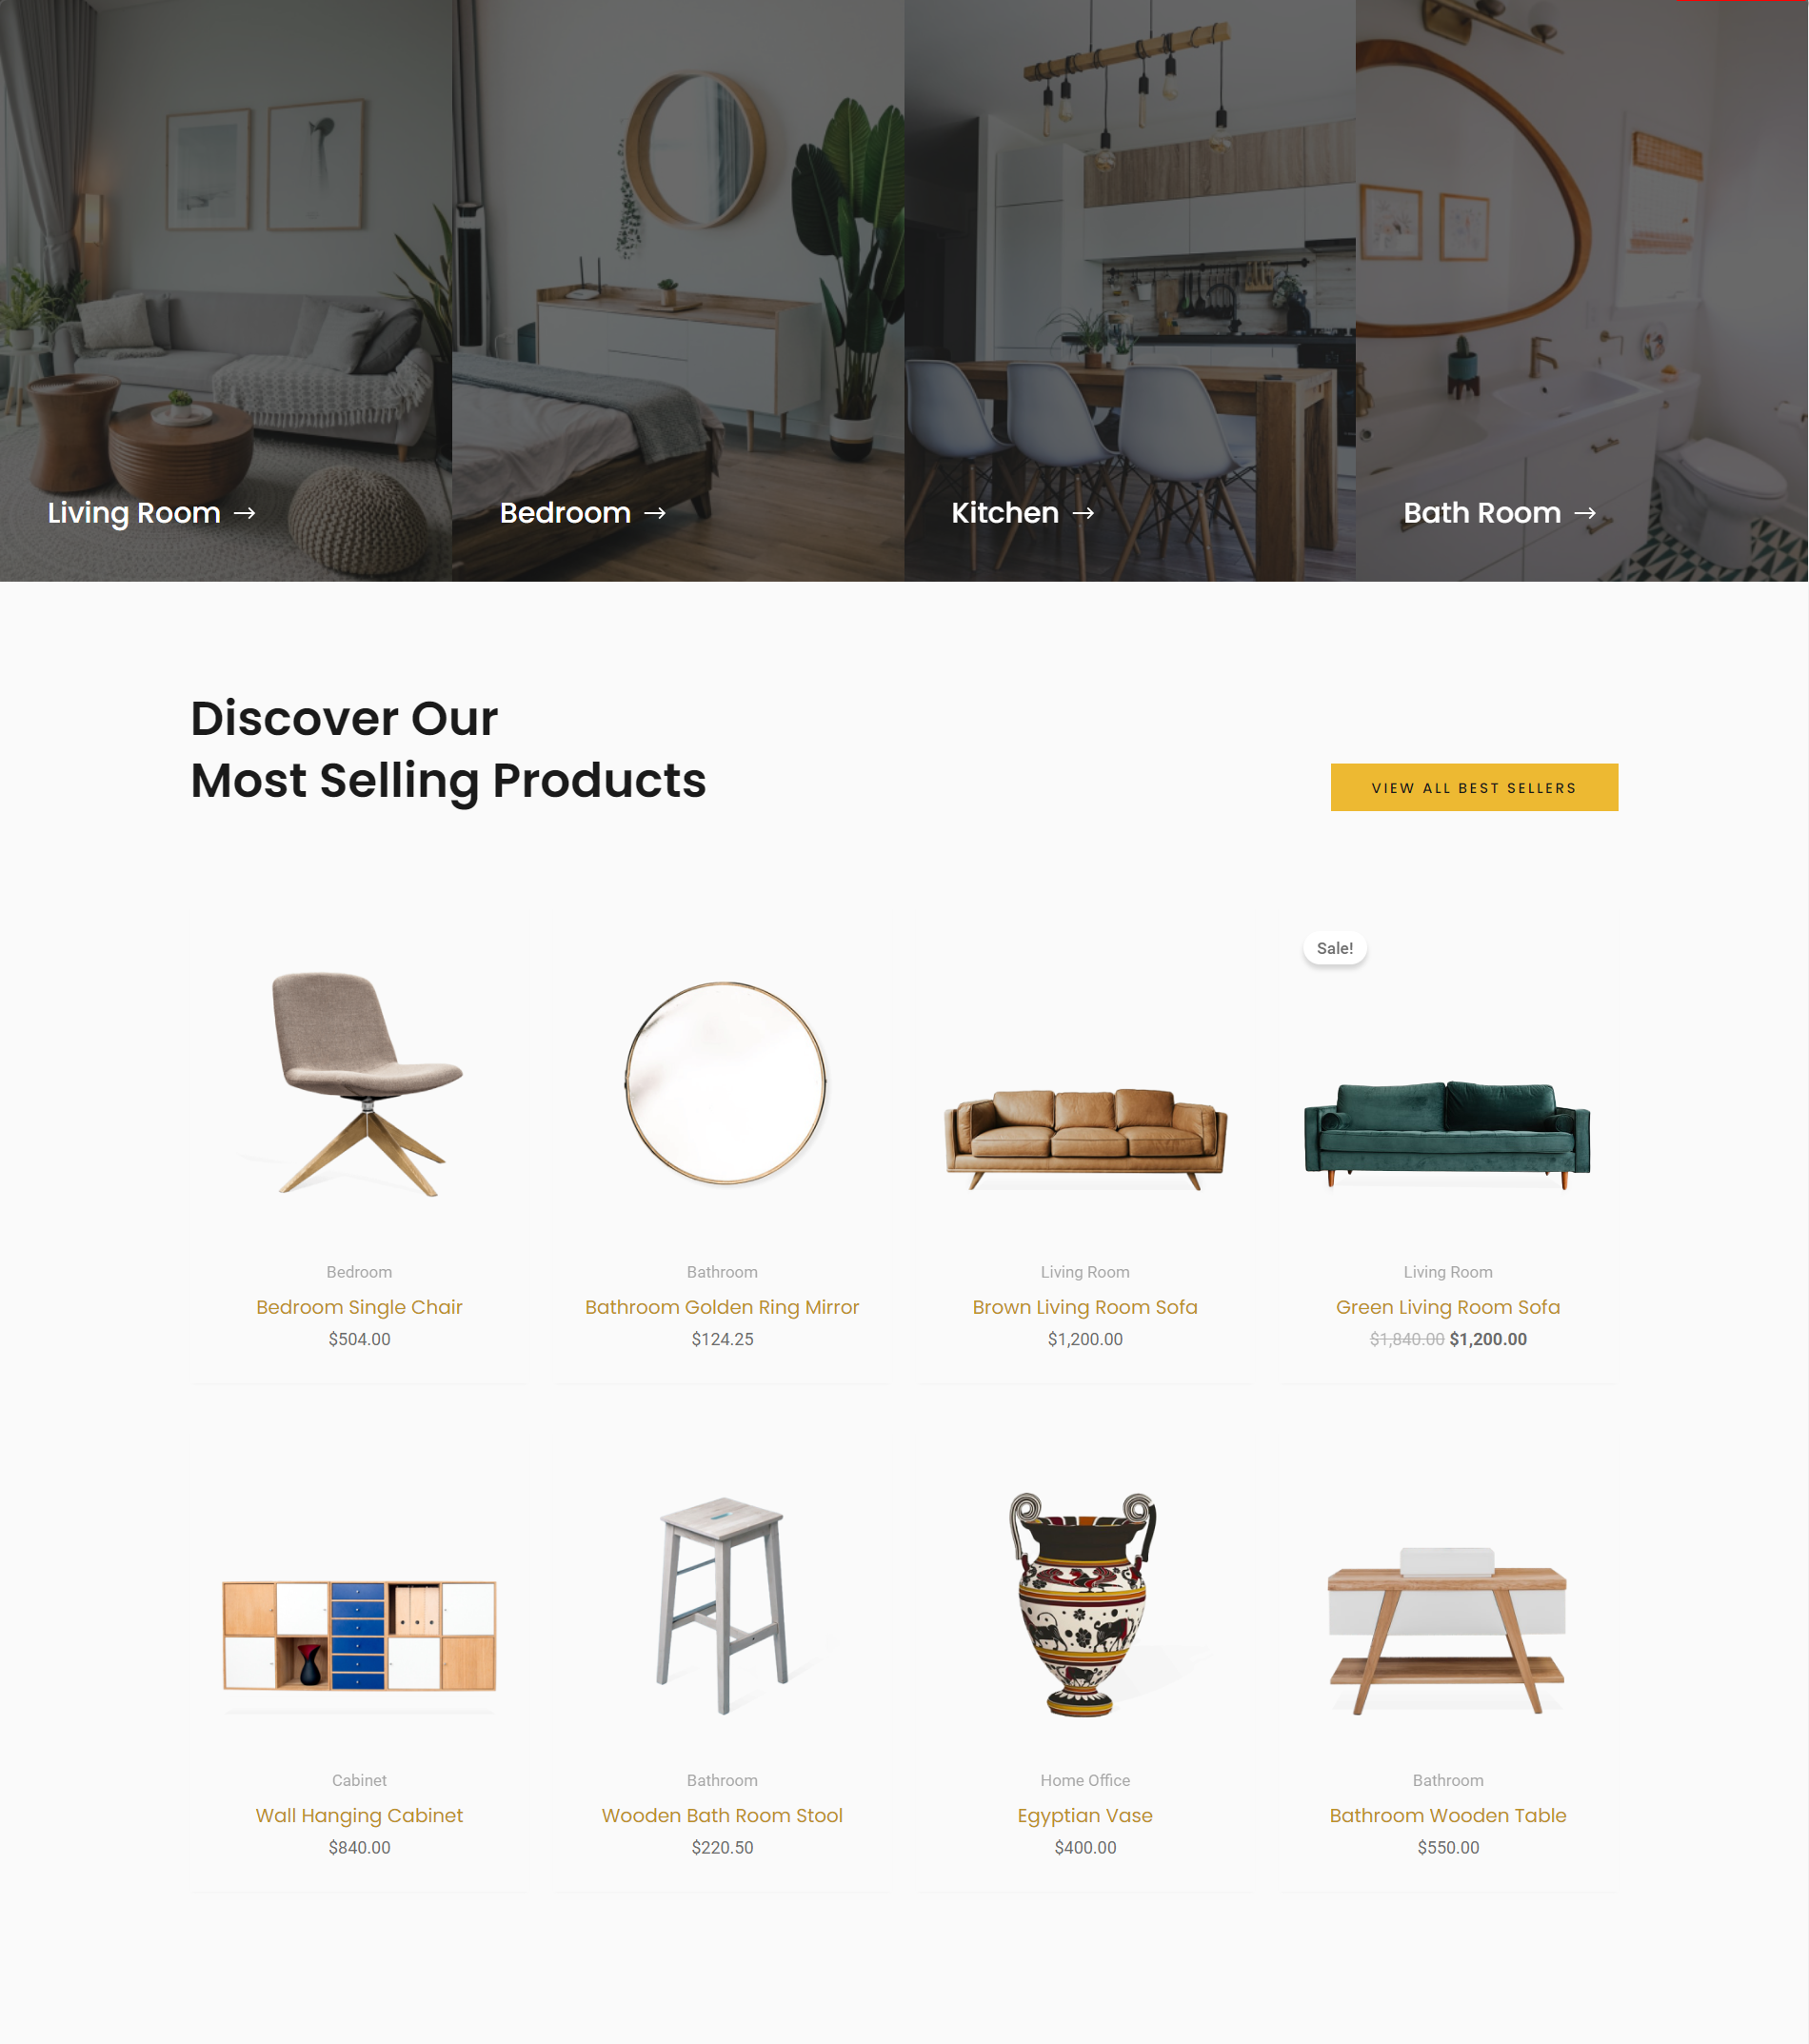 Living Room →
Bedroom →
Kitchen →
Bath Room →
Discover Our
Most Selling Products
VIEW ALL BEST SELLERS
Sale!
Bedroom
Bedroom Single Chair
$504.00
Bathroom
Bathroom Golden Ring Mirror
$124.25
Living Room
Brown Living Room Sofa
$1,200.00
Living Room
Green Living Room Sofa
$1,840.00 $1,200.00
Cabinet
Wall Hanging Cabinet
$840.00
Bathroom
Wooden Bath Room Stool
$220.50
Home Office
Egyptian Vase
$400.00
Bathroom
Bathroom Wooden Table
$550.00